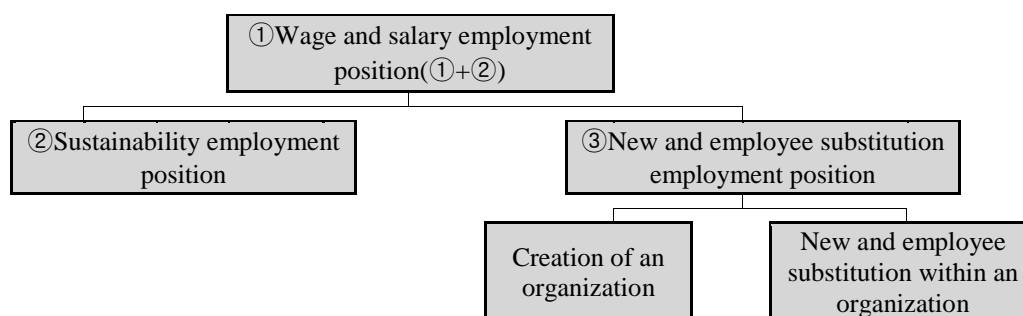 ①Wage and salary employment
position(①+②)
②Sustainability employment
position
③New and employee substitution
employment position
Creation of an
organization
New and employee
substitution within an
organization